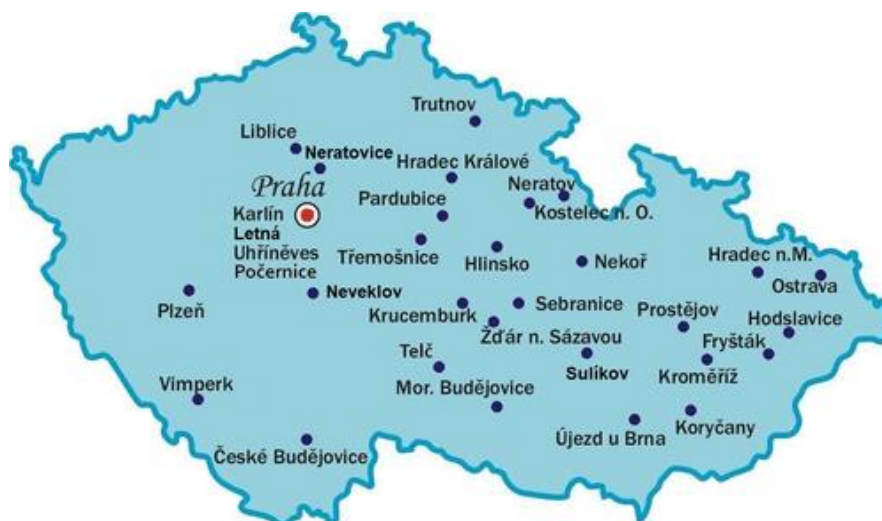 Trutnov
Liblice
Neratovice
Hradec Králové
Praha
Neratov
Pardubice
Karlín
Kostelec n. O.
Letná
Uhříněves
Třemošnice
Hlinsko
Nekoř
Hradec n.M.
Počernice
Ostrava
Neveklov
Plzeň
Krucemburk
Sebranice
Prostějov
Hodslavice
Žďár n. Sázavou
Fryšták
Telč
Sulíkov
Kroměříž
Vimperk
Mor. Budějovice
Koryčany
Újezd u Brna
České Budějovice